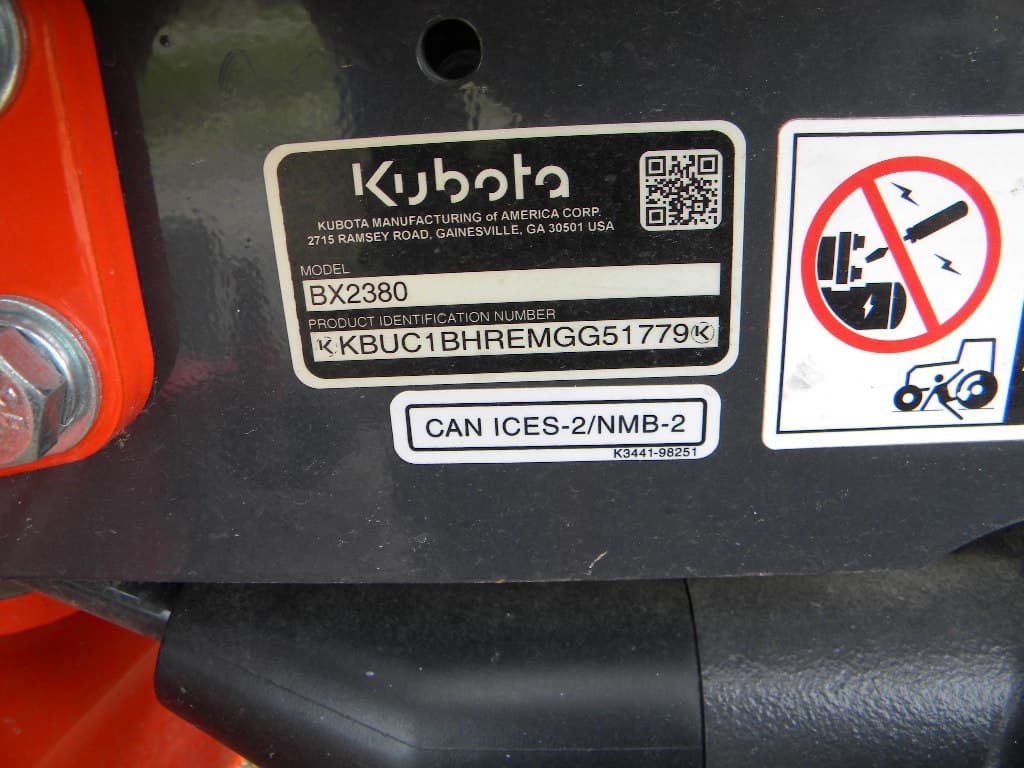 Kubota
KUBOTA MANUFACTURING of AMERICA CORP.
2715 RAMSEY ROAD, GAINESVILLE, GA 30501 USA
MODEL
BX2380
PRODUCT IDENTIFICATION NUMBER
KBUC1BHREMGG51779
CAN ICES-2/NMB-2
K3441-98251